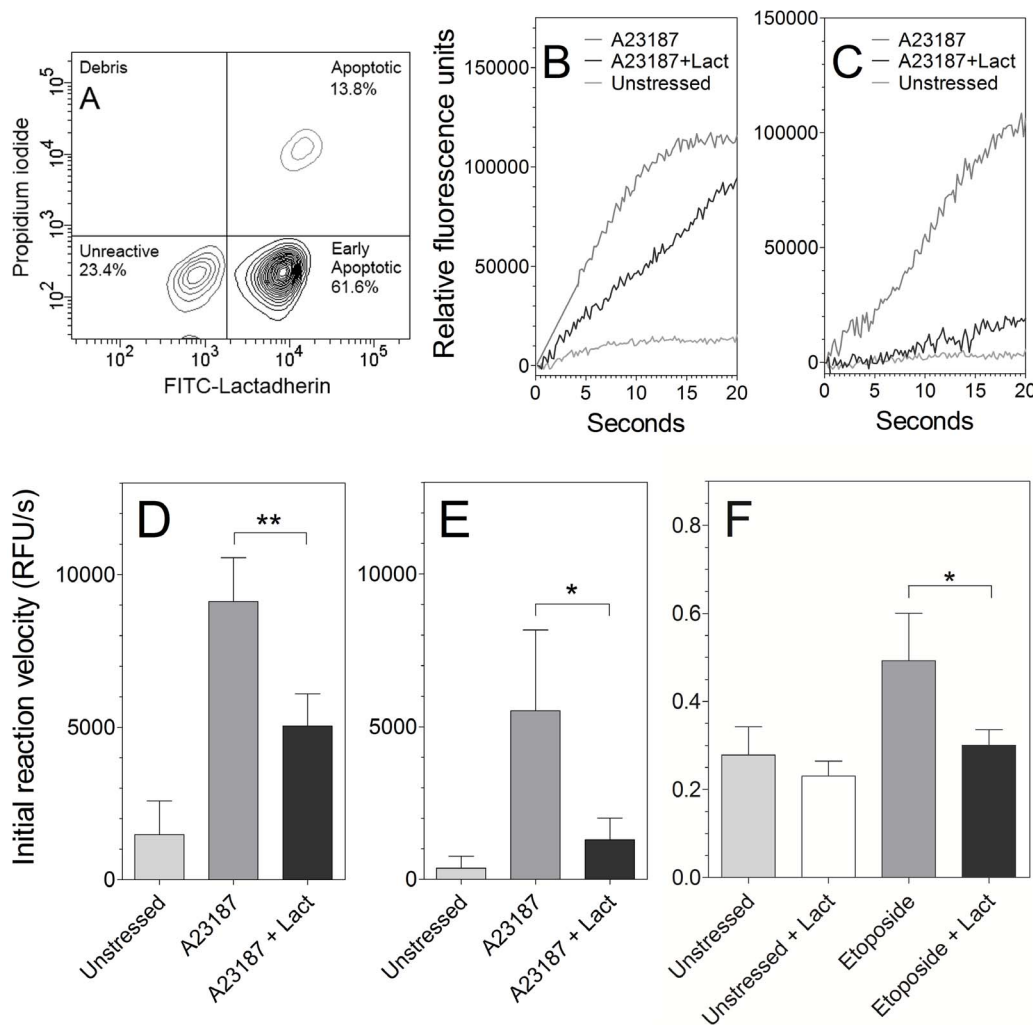 A
Debris
Apoptotic
13.8%
Unreactive
23.4%
Early
Apoptotic
61.6%
Propidium iodide
10^5
10^4
10^3
10^2
10^2
10^3
10^4
10^5
FITC-Lactadherin
B
A23187
A23187+Lact
Unstressed
Relative fluorescence units
150000
100000
50000
0
0
5
10
15
20
Seconds
C
A23187
A23187+Lact
Unstressed
150000
100000
50000
0
0
5
10
15
20
Seconds
D
**
Initial reaction velocity (RFU/s)
10000
5000
0
Unstressed
A23187
A23187 + Lact
E
*
10000
5000
0
Unstressed
A23187
A23187 + Lact
F
*
0.8
0.6
0.4
0.2
0.0
Unstressed
Unstressed + Lact
Etoposide
Etoposide + Lact